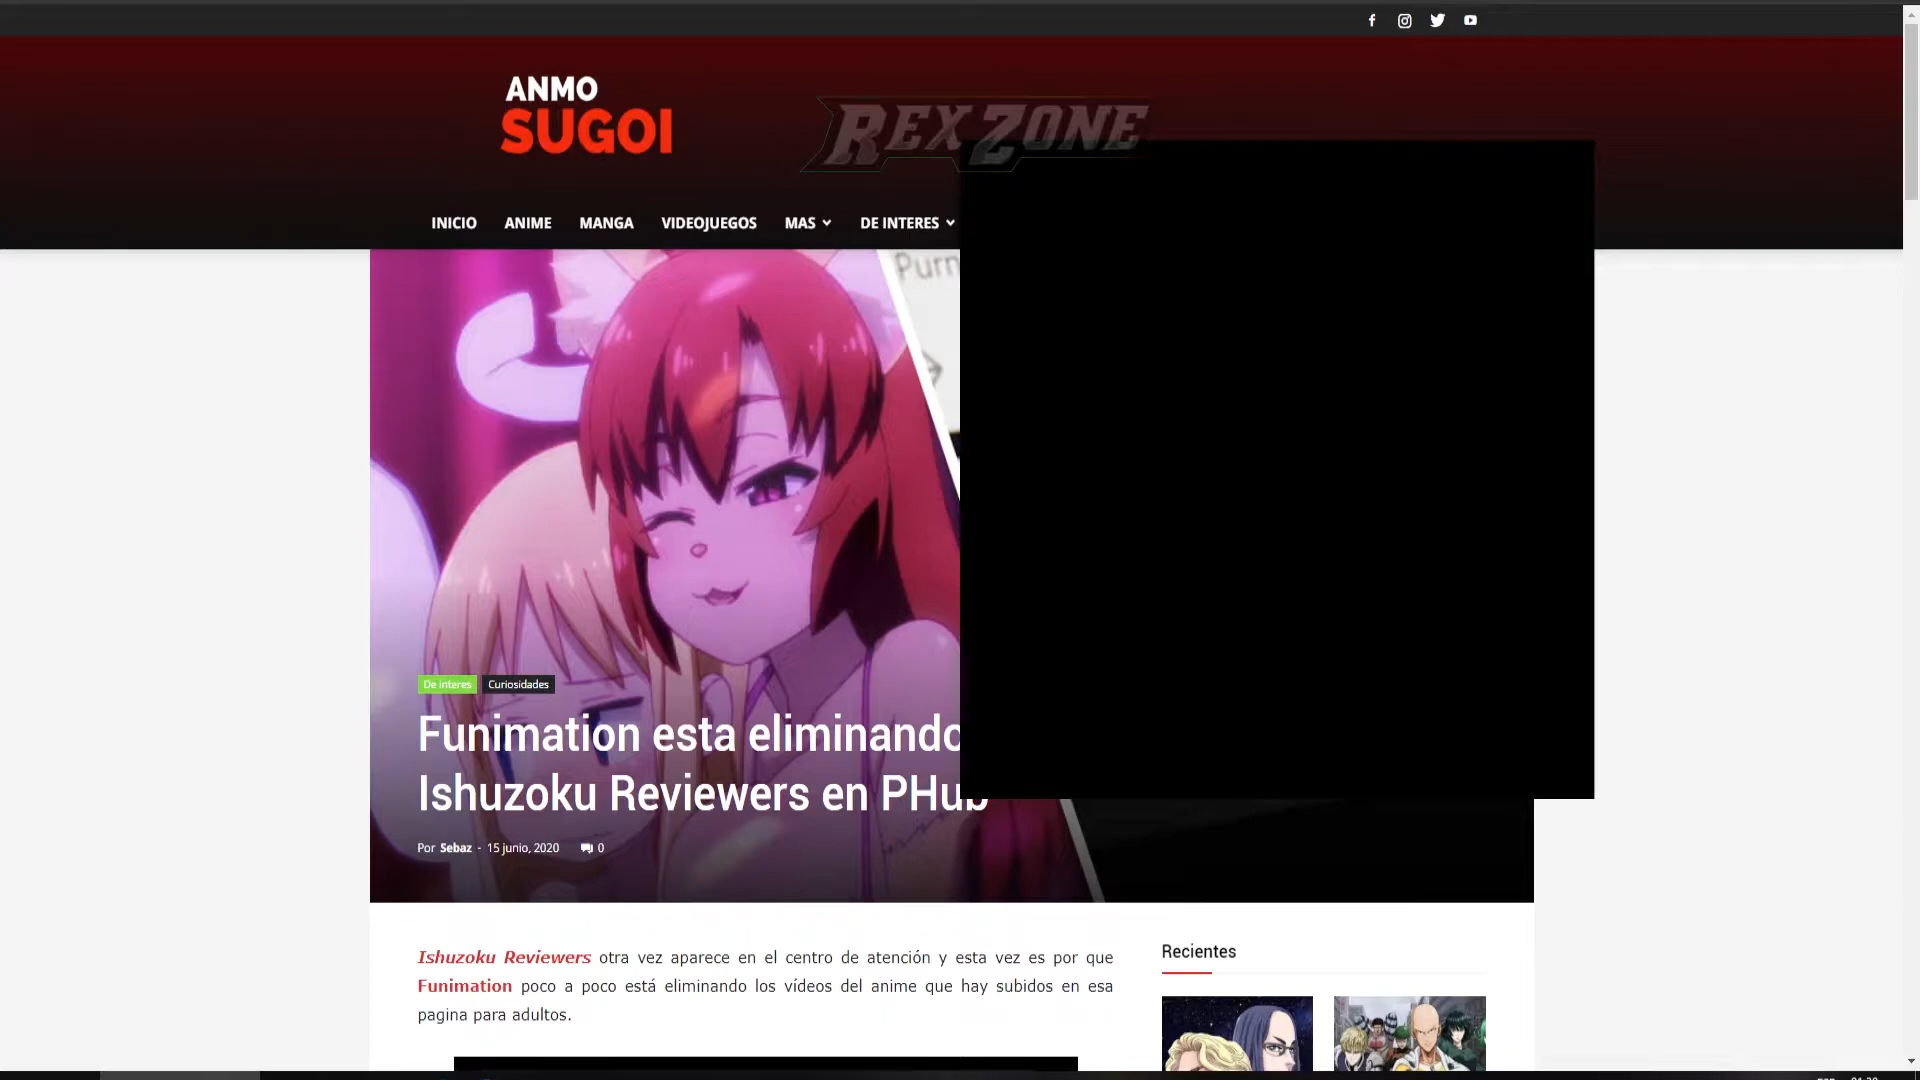 ANMO
SUGOI
REX ZONE
INICIO ANIME MANGA VIDEOJUEGOS MAS DE INTERES
De interes Curiosidades
Funimation esta eliminando
Ishuzoku Reviewers en PHub
Por Sebaz - 15 junio, 2020 0
Ishuzoku Reviewers otra vez aparece en el centro de atención y esta vez es por que
Funimation poco a poco está eliminando los vídeos del anime que hay subidos en esa
pagina para adultos.
Recientes